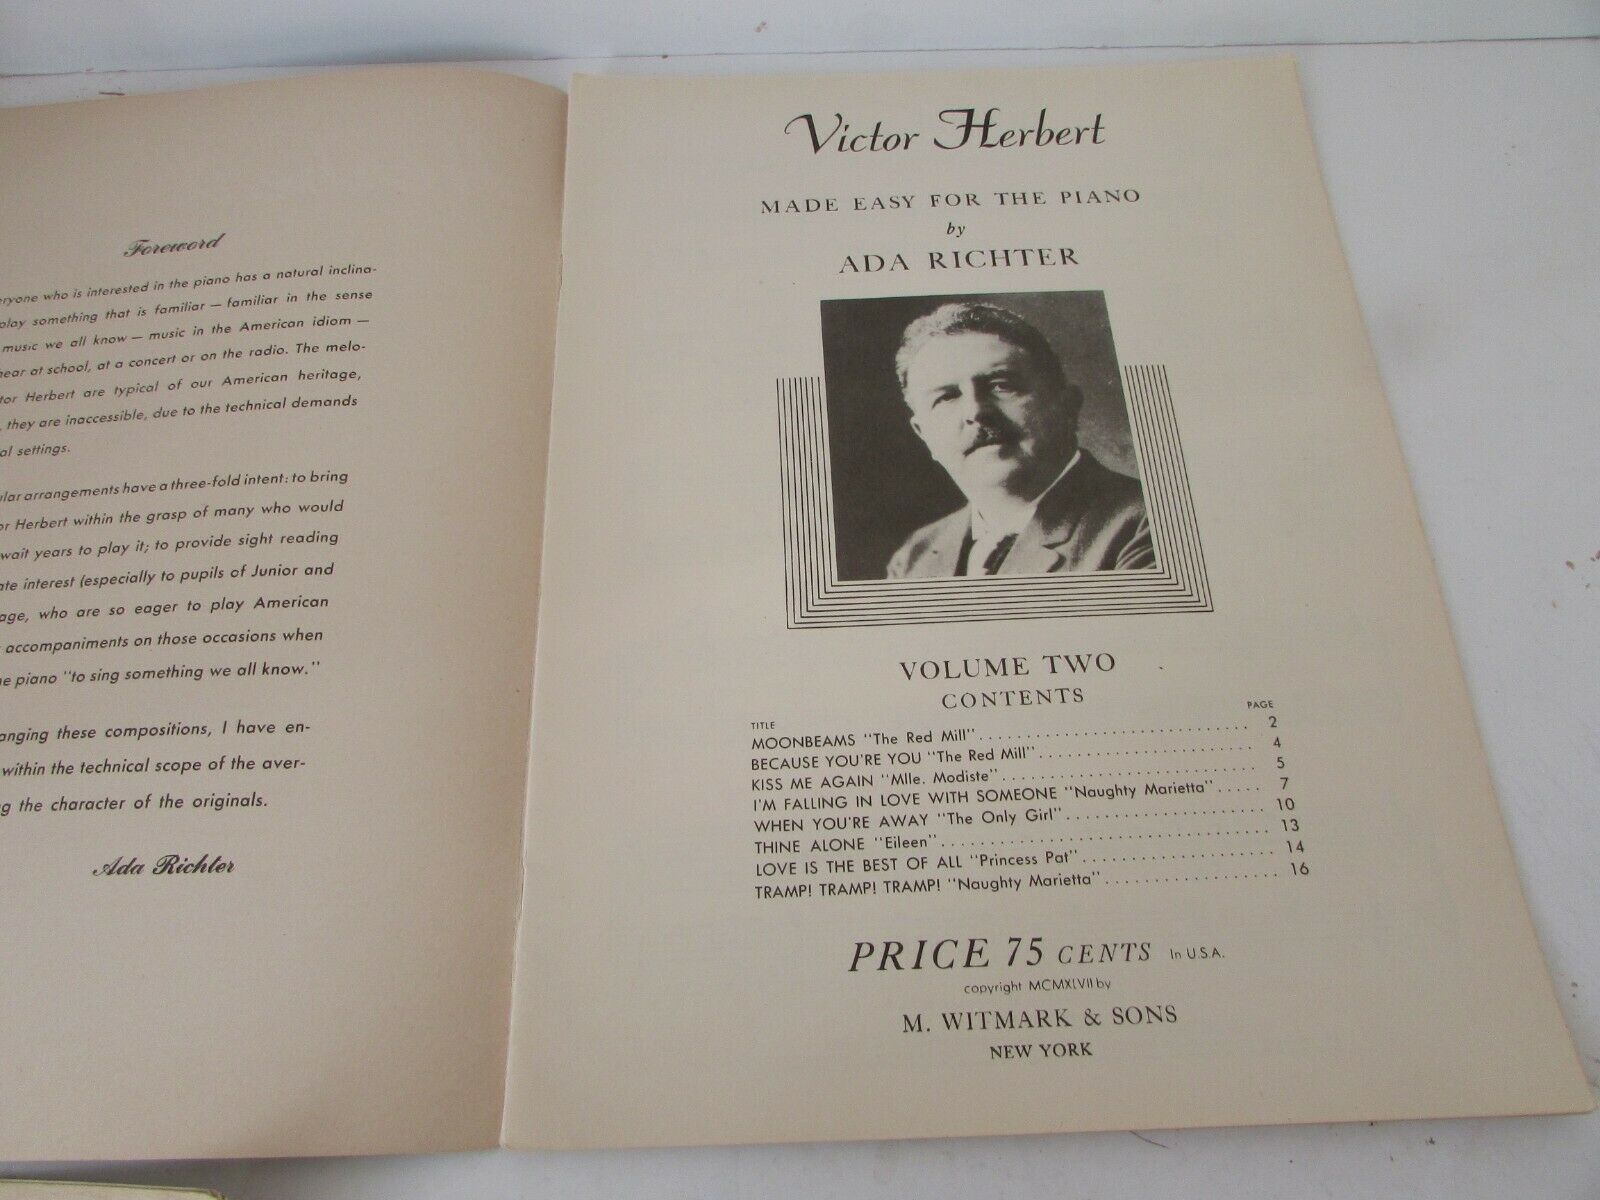 Foreword
who is interested in the piano has a natural inclina-
something that is familiar — familiar in the sense
music we all know — music in the American idiom —
hear at school, at a concert or on the radio. The melo-
Herbert are typical of our American heritage,
, they are inaccessible, due to the technical demands
settings.
arrangements have a three-fold intent: to bring
Herbert within the grasp of many who would
wait years to play it; to provide sight reading
interest (especially to pupils of Junior and
who are so eager to play American
accompaniments on those occasions when
piano "to sing something we all know."
these compositions, I have en-
within the technical scope of the aver-
the character of the originals.
Ada Richter
Victor Herbert
MADE EASY FOR THE PIANO
by
ADA RICHTER
VOLUME TWO
CONTENTS
TITLE PAGE
MOONBEAMS "The Red Mill" . . . . . . . . . . . . . . . . . . . . . . . . . . . 2
BECAUSE YOU'RE YOU "The Red Mill" . . . . . . . . . . . . . . . . . . . . . 4
KISS ME AGAIN "Mlle. Modiste" . . . . . . . . . . . . . . . . . . . . . . . . . 5
I'M FALLING IN LOVE WITH SOMEONE "Naughty Marietta" . . . . . 7
WHEN YOU'RE AWAY "The Only Girl" . . . . . . . . . . . . . . . . . . . . 10
THINE ALONE "Eileen" . . . . . . . . . . . . . . . . . . . . . . . . . . . . . . . . 13
LOVE IS THE BEST OF ALL "Princess Pat" . . . . . . . . . . . . . . . . . . . 14
TRAMP! TRAMP! TRAMP! "Naughty Marietta" . . . . . . . . . . . . . . . . . 16
PRICE 75 CENTS In U.S.A.
copyright MCMXLVII by
M. WITMARK & SONS
NEW YORK